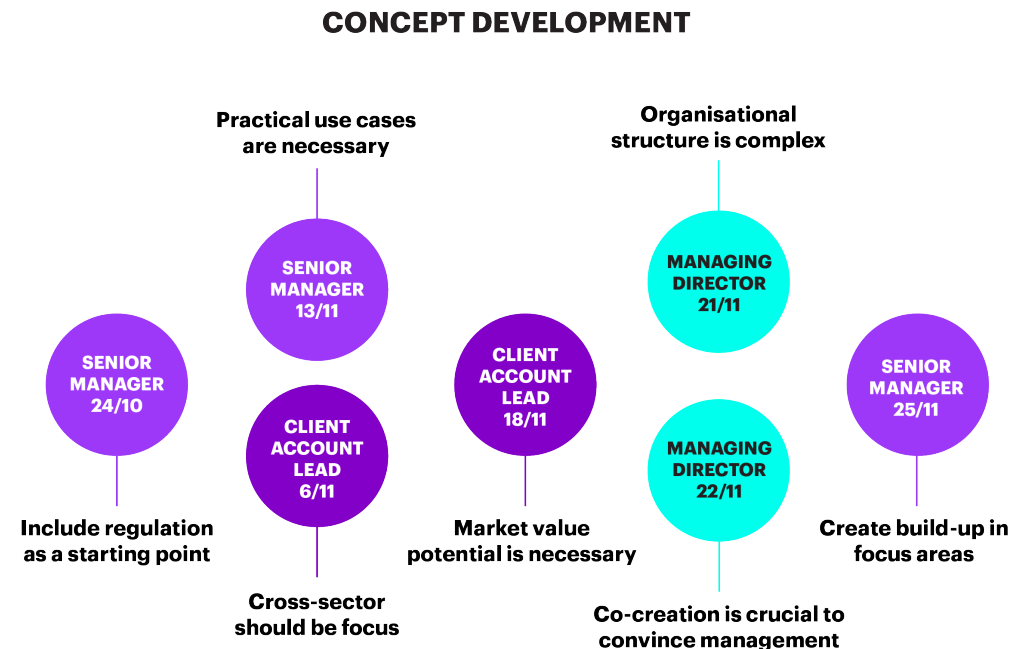 CONCEPT DEVELOPMENT
Practical use cases
are necessary
Organisational
structure is complex
SENIOR
MANAGER
13/11
MANAGING
DIRECTOR
21/11
SENIOR
MANAGER
24/10
CLIENT
ACCOUNT
LEAD
6/11
CLIENT
ACCOUNT
LEAD
18/11
MANAGING
DIRECTOR
22/11
SENIOR
MANAGER
25/11
Include regulation
as a starting point
Cross-sector
should be focus
Market value
potential is necessary
Co-creation is crucial to
convince management
Create build-up in
focus areas